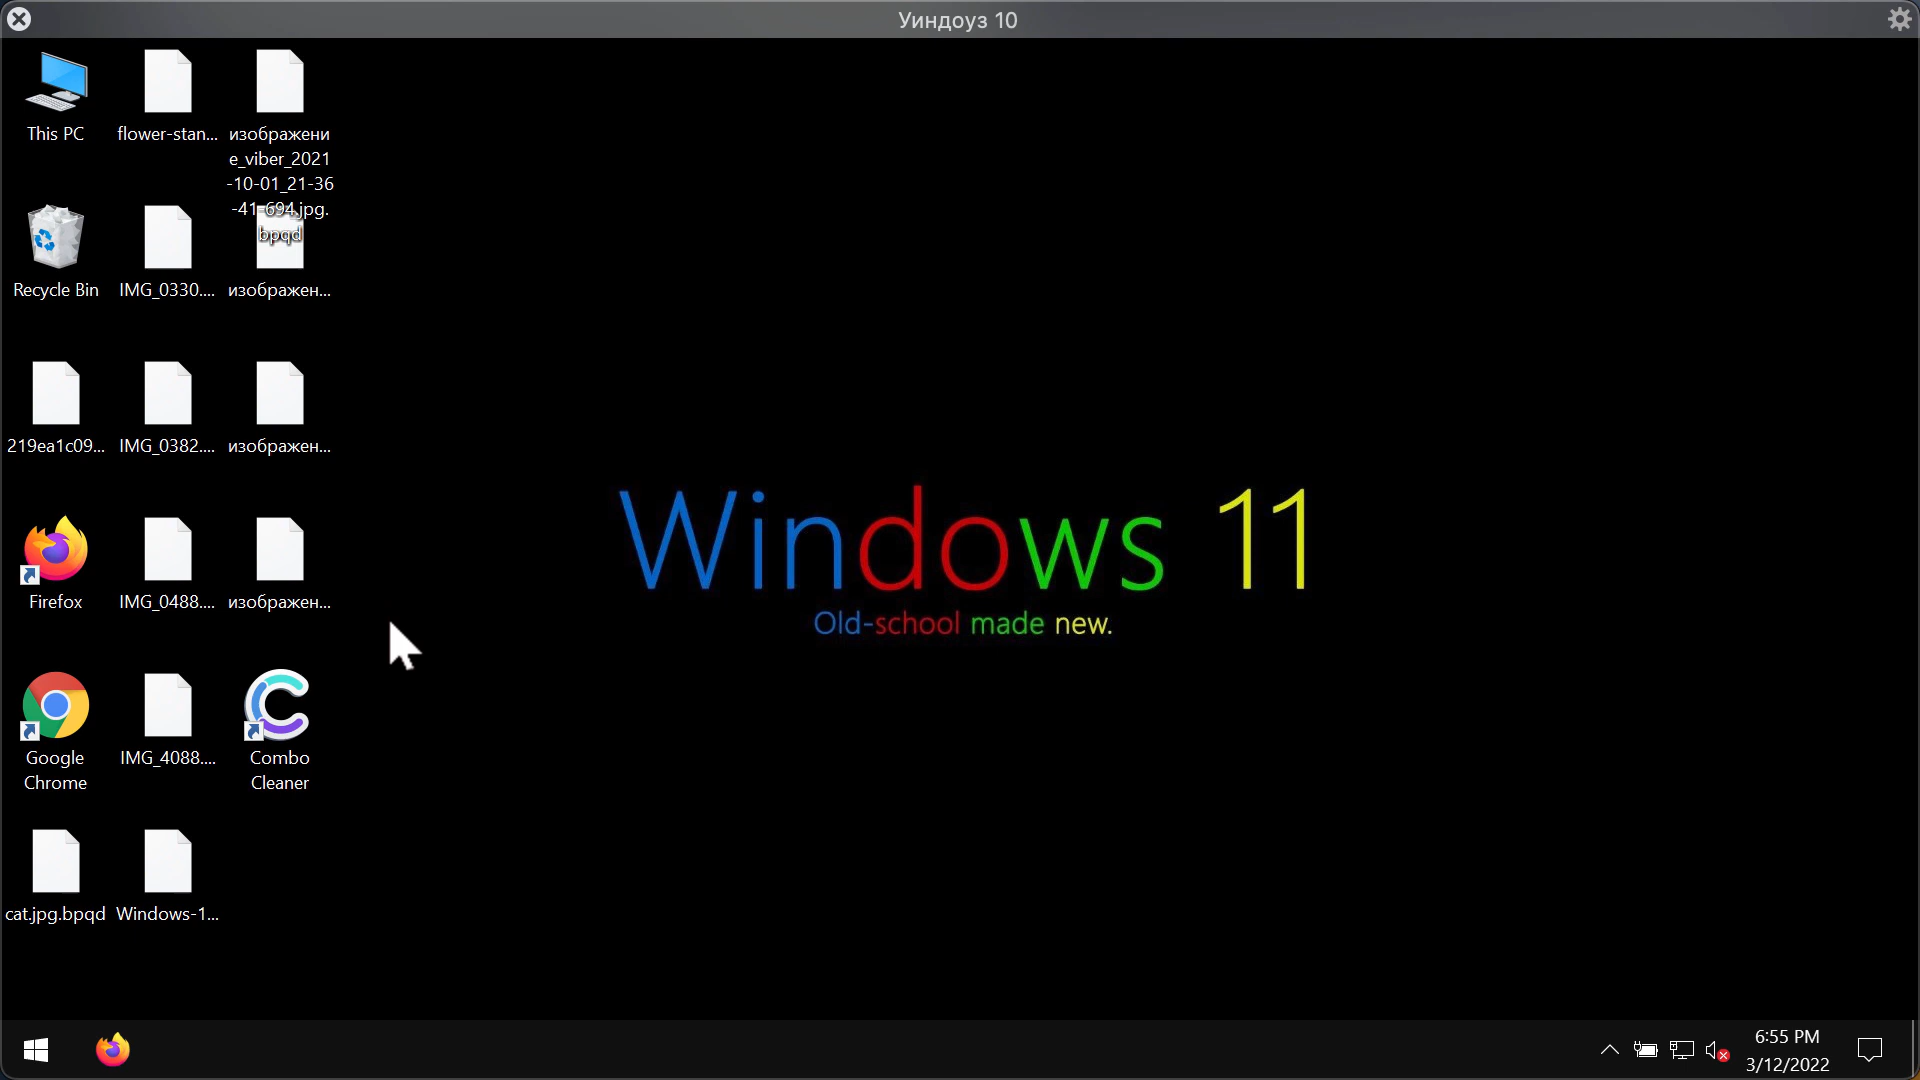 Уиндоуз 10
This PC
flower-stan...
изображени
e_viber_2021
-10-01_21-36
-41-694.jpg.
bpqd
Recycle Bin
IMG_0330....
изображен...
219ea1c09...
IMG_0382....
изображен...
Firefox
IMG_0488....
изображен...
Google
Chrome
IMG_4088....
Combo
Cleaner
cat.jpg.bpqd
Windows-1...
Windows 11
Old-school made new.
6:55 PM
3/12/2022